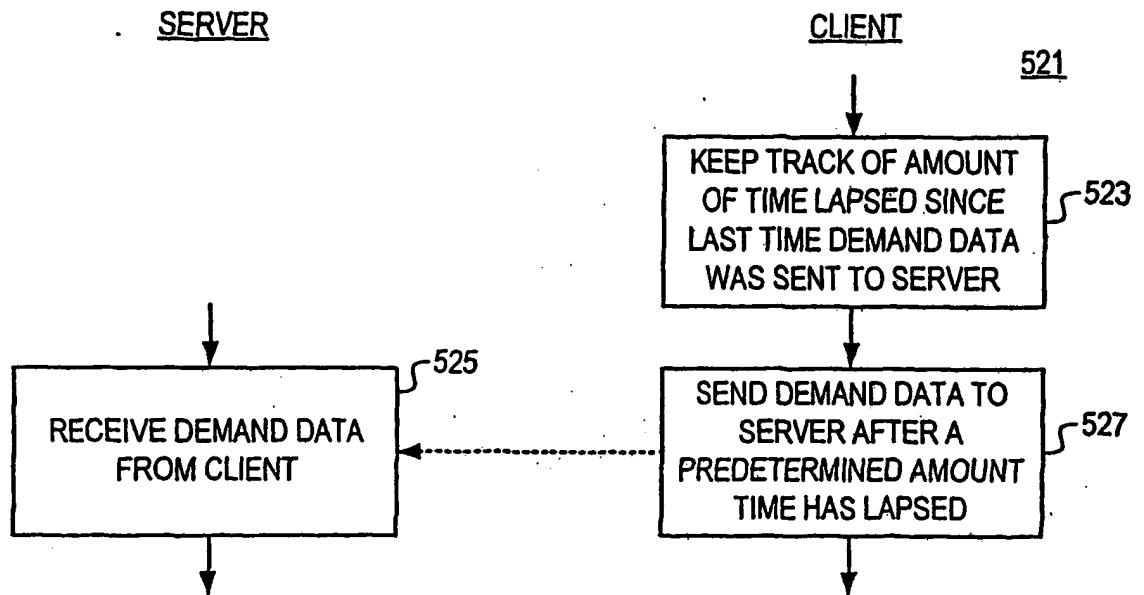 SERVER
CLIENT
521
KEEP TRACK OF AMOUNT
OF TIME LAPSED SINCE
LAST TIME DEMAND DATA
WAS SENT TO SERVER
523
525
RECEIVE DEMAND DATA
FROM CLIENT
SEND DEMAND DATA TO
SERVER AFTER A
PREDETERMINED AMOUNT
TIME HAS LAPSED
527